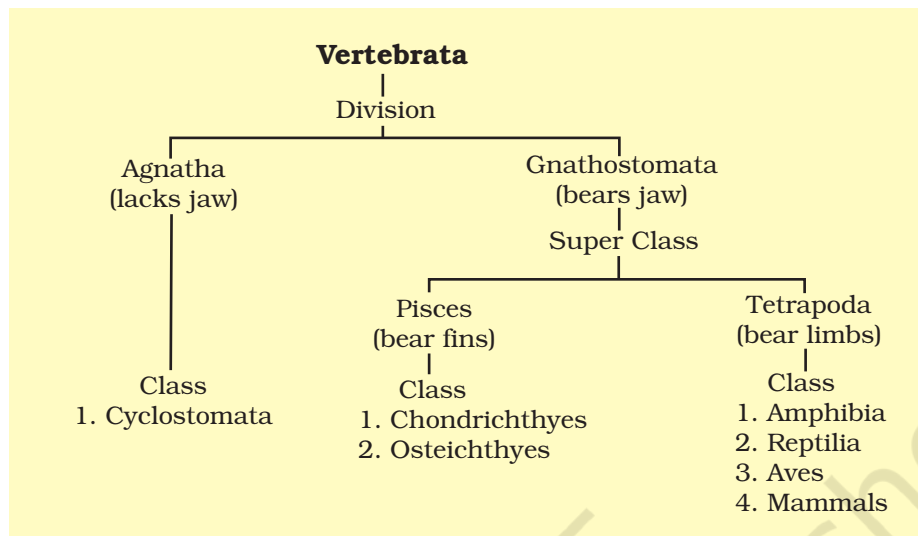 Vertebrata
Division
Agnatha
(lacks jaw)
Gnathostomata
(bears jaw)
Super Class
Pisces
(bear fins)
Tetrapoda
(bear limbs)
Class
1. Cyclostomata
Class
1. Chondrichthyes
2. Osteichthyes
Class
1. Amphibia
2. Reptilia
3. Aves
4. Mammals